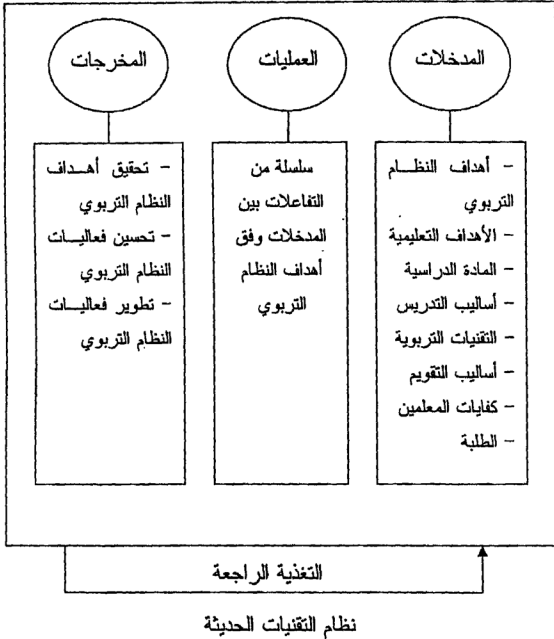 المدخلات
العمليات
المخرجات
- أهداف النظام
التربوي
- الأهداف التعليمية
- المادة الدراسية
- أساليب التدريس
- التقنيات التربوية
- أساليب التقويم
- كفايات المعلمين
- الطلبة
سلسلة من
التفاعلات بين
المدخلات وفق
أهداف النظام
التربوي
- تحقيق أهداف
النظام التربوي
- تحسين فعاليات
النظام التربوي
- تطوير فعاليات
النظام التربوي
التغذية الراجعة
نظام التقنيات الحديثة